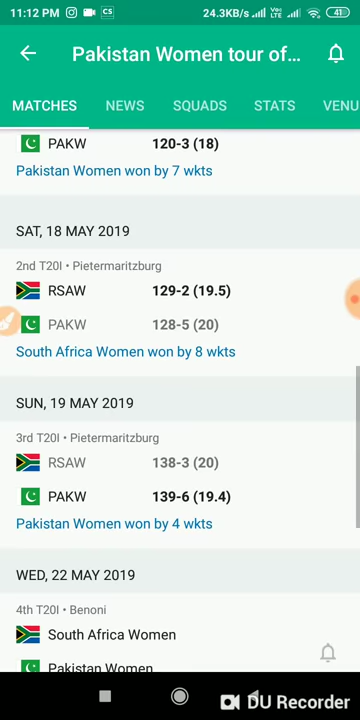 11:12 PM CS 24.3KB/s Vo LTE 41
Pakistan Women tour of...
MATCHES NEWS SQUADS STATS VENU
PAKW 120-3 (18)
Pakistan Women won by 7 wkts
SAT, 18 MAY 2019
2nd T20I • Pietermaritzburg
RSAW 129-2 (19.5)
PAKW 128-5 (20)
South Africa Women won by 8 wkts
SUN, 19 MAY 2019
3rd T20I • Pietermaritzburg
RSAW 138-3 (20)
PAKW 139-6 (19.4)
Pakistan Women won by 4 wkts
WED, 22 MAY 2019
4th T20I • Benoni
South Africa Women
Pakistan Women
DU Recorder